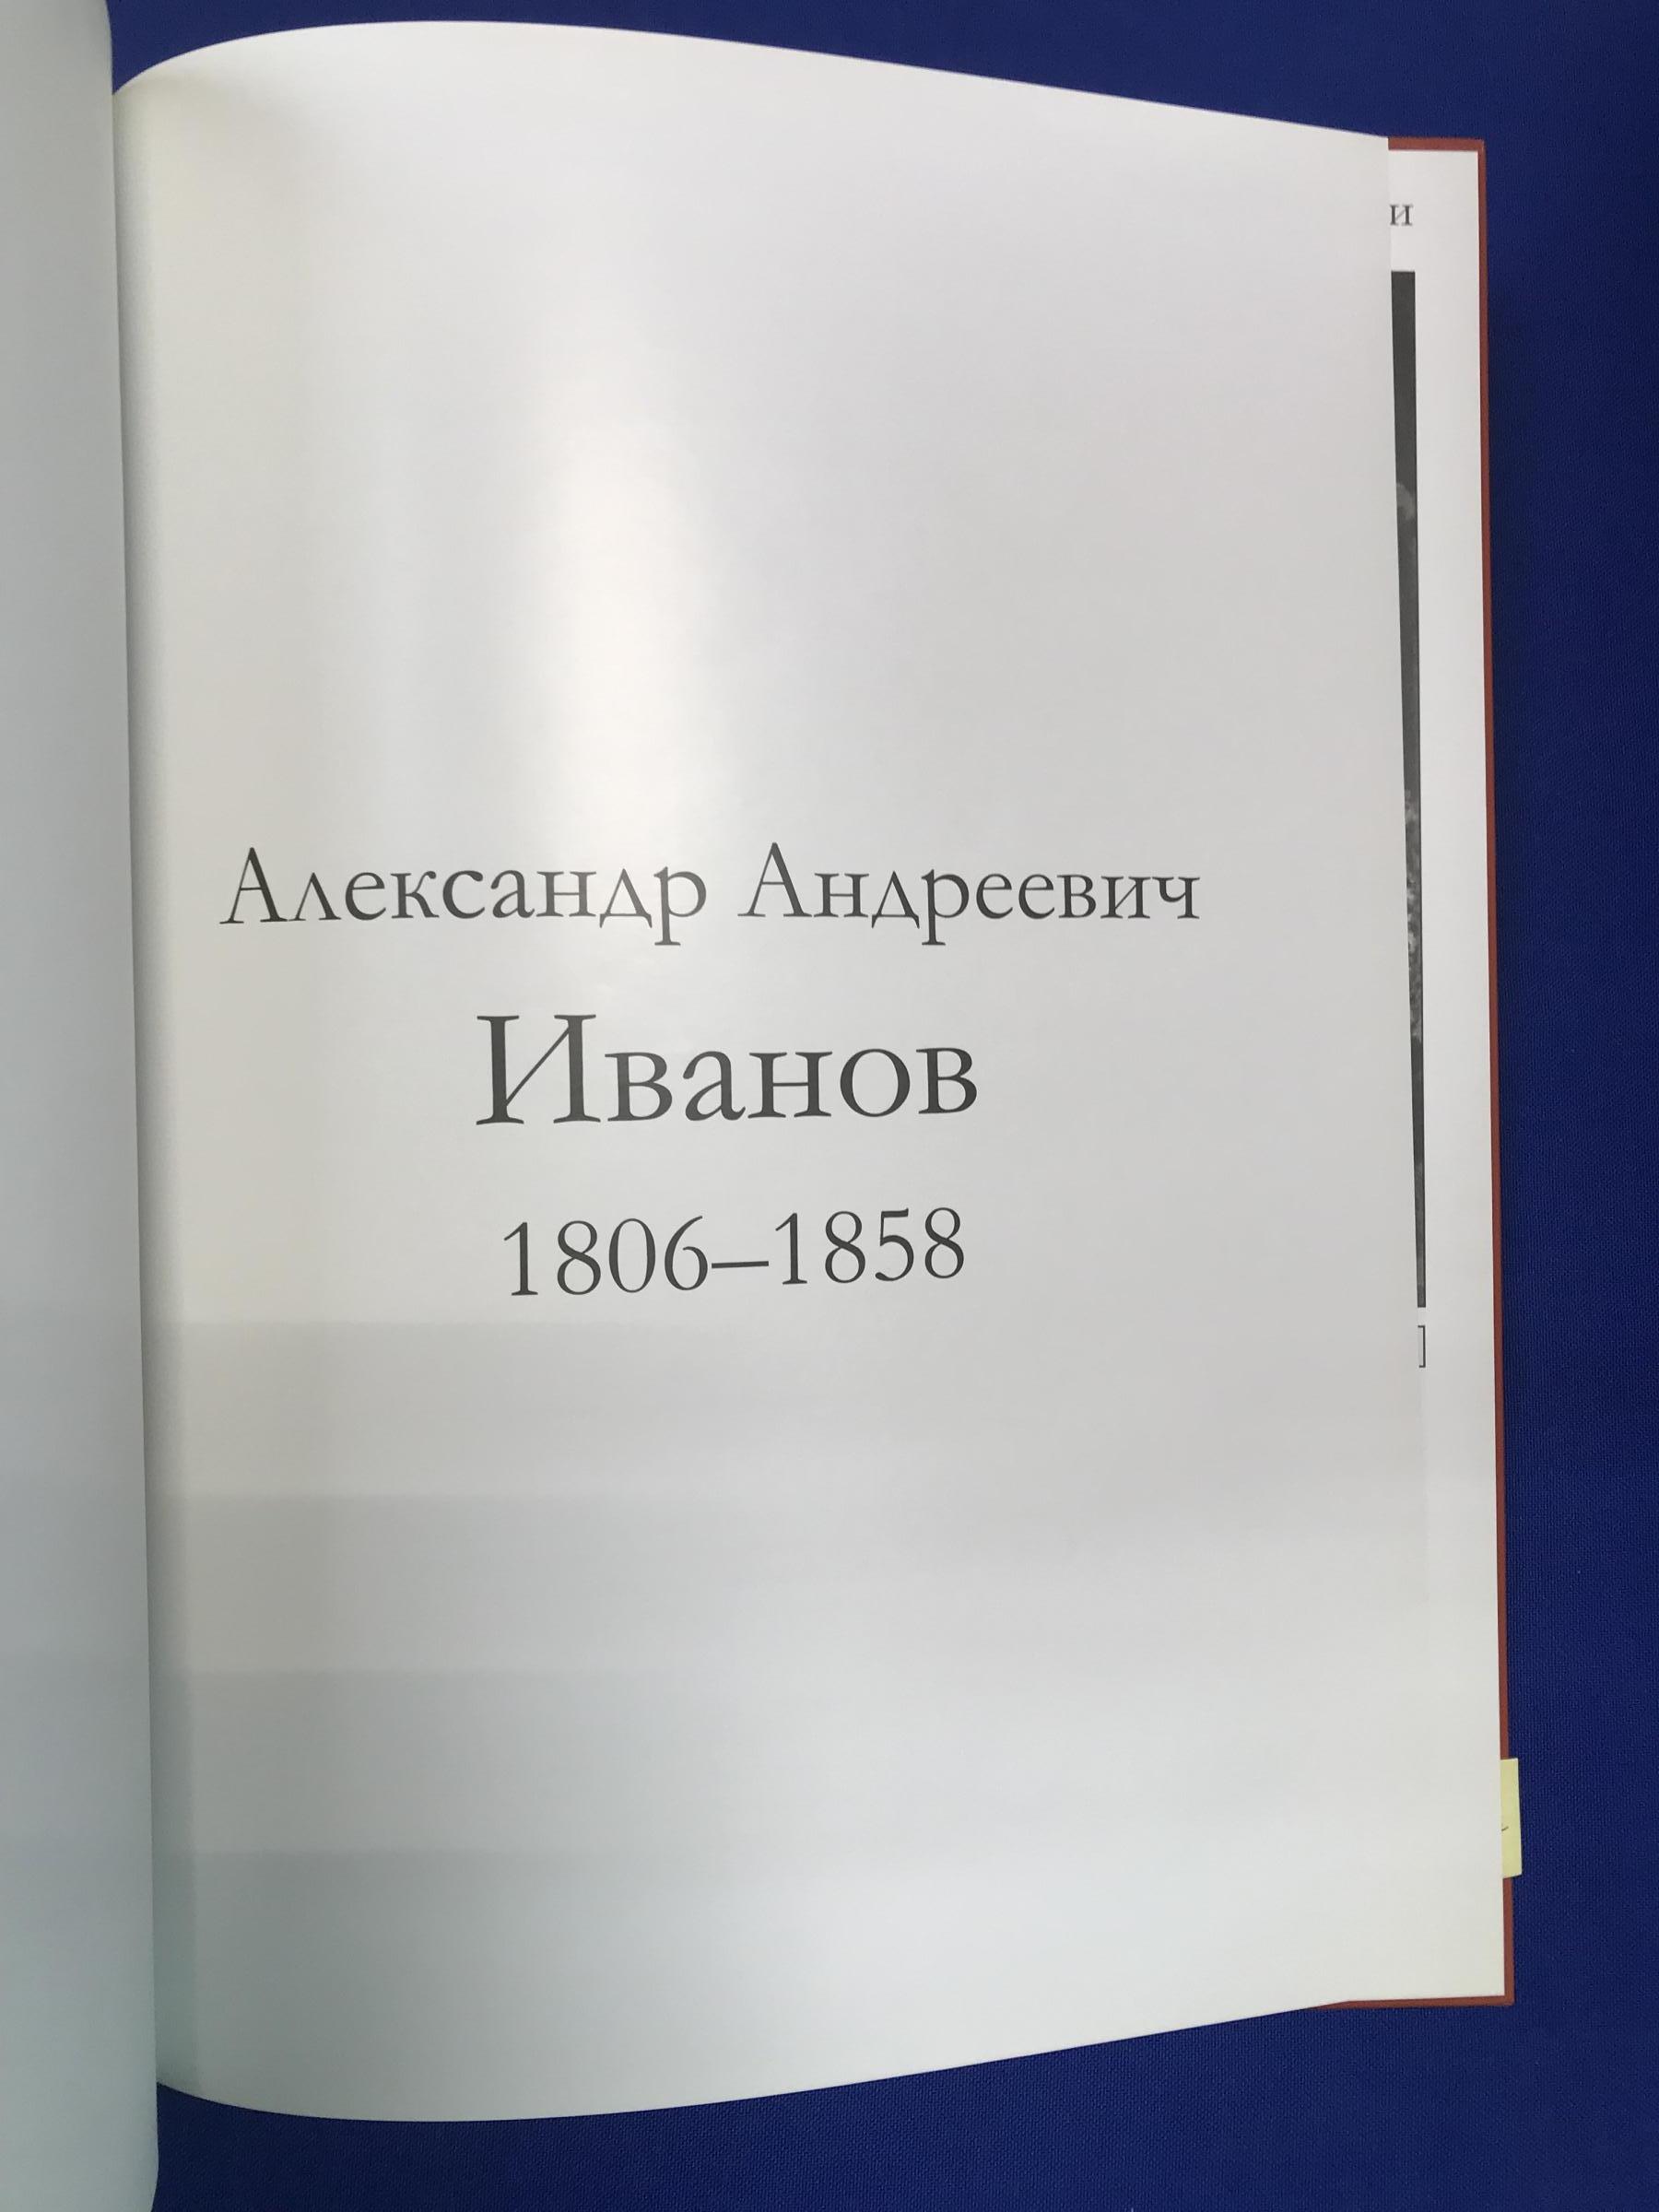 Александр Андреевич
Иванов
1806–1858
и
]